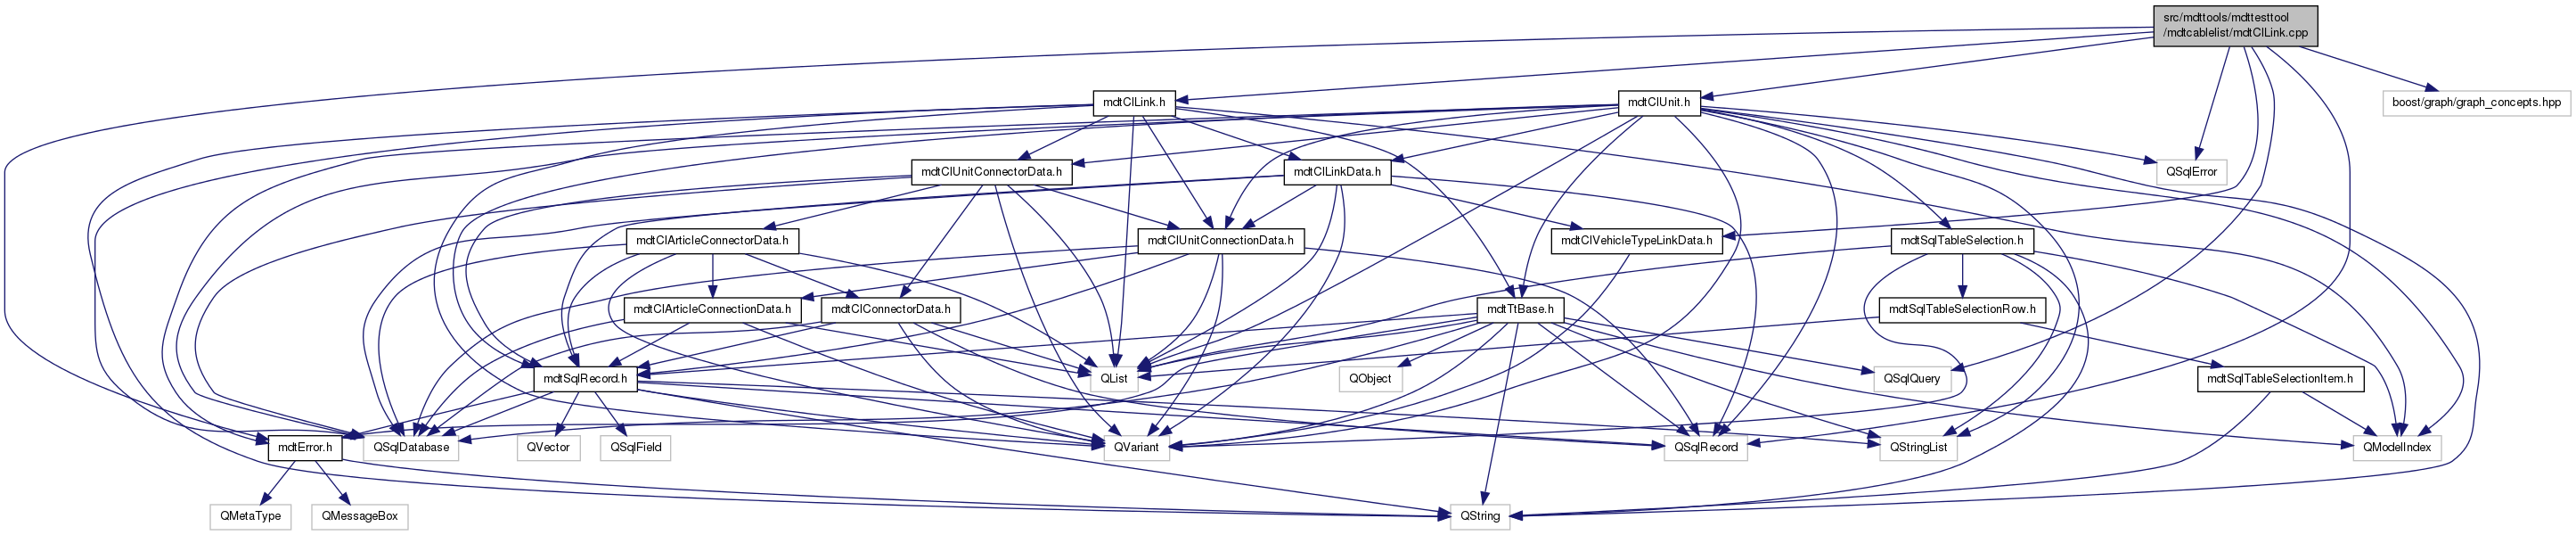 src/mdttools/mdttesttool
/mdtcablelist/mdtClLink.cpp
mdtClLink.h
mdtClUnit.h
boost/graph/graph_concepts.hpp
mdtClUnitConnectorData.h
mdtClLinkData.h
QSqlError
mdtClArticleConnectorData.h
mdtClUnitConnectionData.h
mdtClVehicleTypeLinkData.h
mdtSqlTableSelection.h
mdtClArticleConnectionData.h
mdtClConnectorData.h
mdtTtBase.h
mdtSqlTableSelectionRow.h
mdtSqlRecord.h
QList
QObject
QSqlQuery
mdtSqlTableSelectionItem.h
mdtError.h
QSqlDatabase
QVector
QSqlField
QVariant
QSqlRecord
QStringList
QModelIndex
QMetaType
QMessageBox
QString